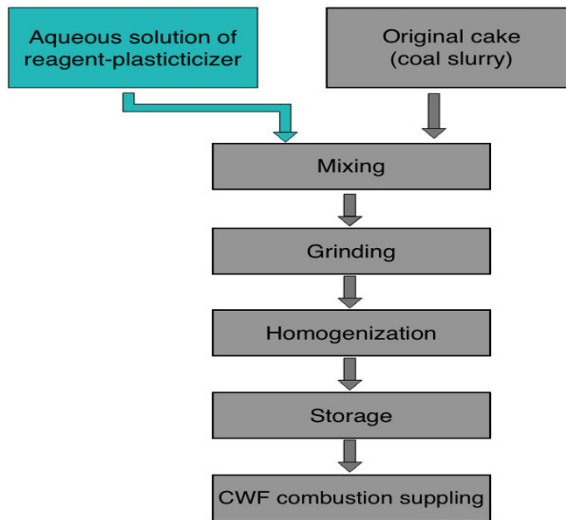 Aqueous solution of
reagent-plasticticizer
Original cake
(coal slurry)
Mixing
Grinding
Homogenization
Storage
CWF combustion suppling